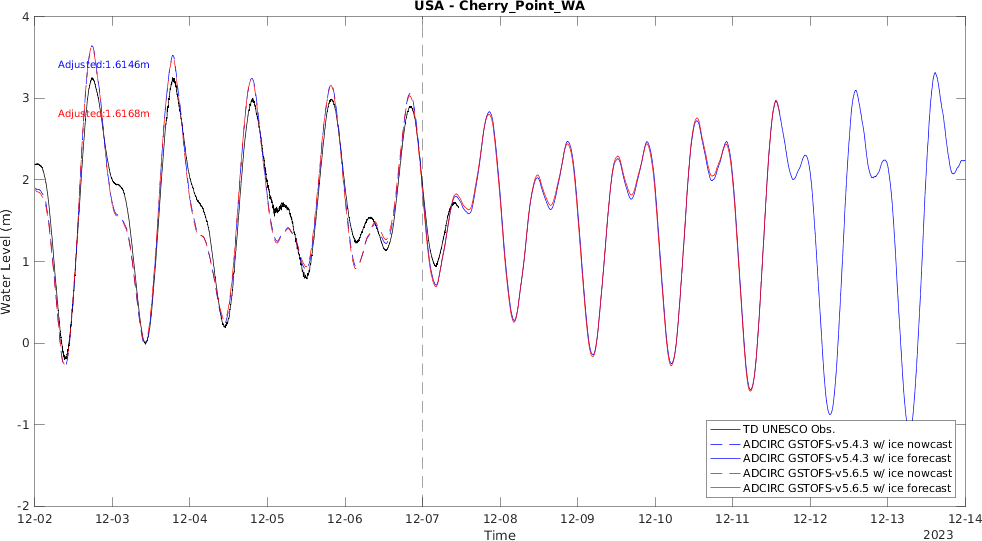 USA - Cherry_Point_WA
4
Adjusted:1.6146m
3
Adjusted:1.6168m
2
Water Level (m)
1
0
-1
TD UNESCO Obs.
ADCIRC GSTOFS-v5.4.3 w/ ice nowcast
ADCIRC GSTOFS-v5.4.3 w/ ice forecast
ADCIRC GSTOFS-v5.6.5 w/ ice nowcast
ADCIRC GSTOFS-v5.6.5 w/ ice forecast
-2
12-02 12-03 12-04 12-05 12-06 12-07 12-08 12-09 12-10 12-11 12-12 12-13 12-14
Time
2023